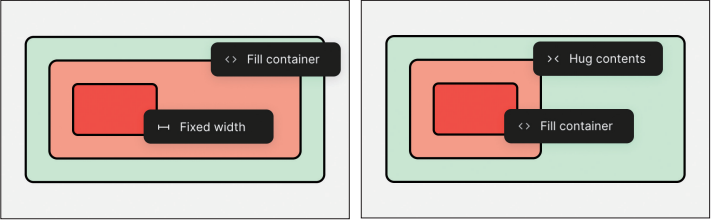 Fill container
Fixed width
Hug contents
Fill container